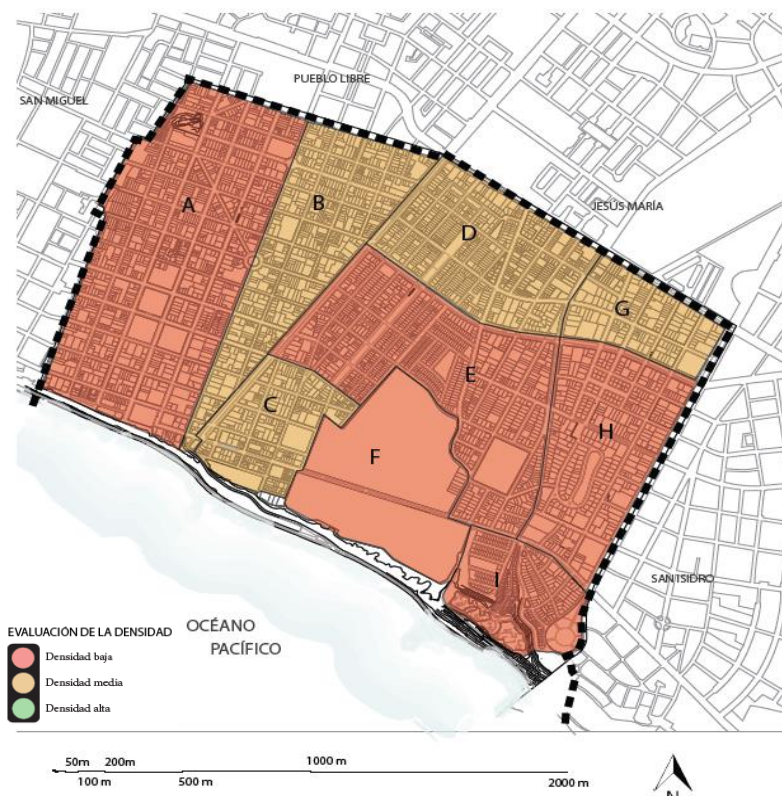 PUEBLO LIBRE
SAN MIGUEL
A
B
JESÚS MARÍA
D
G
E
C
H
F
I
SAN ISIDRO
OCÉANO
PACÍFICO
EVALUACIÓN DE LA DENSIDAD
Densidad baja
Densidad media
Densidad alta
50m 200m 1000 m
100 m 500 m 2000 m
N